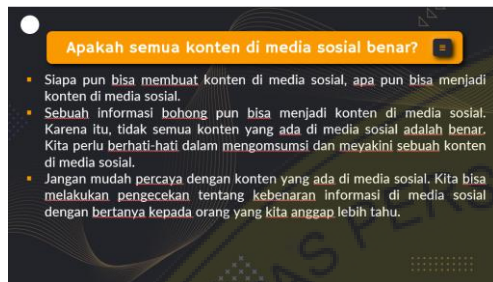 Apakah semua konten di media sosial benar?
Siapa pun bisa membuat konten di media sosial, apa pun bisa menjadi
konten di media sosial.
Sebuah informasi bohong pun bisa menjadi konten di media sosial.
Karena itu, tidak semua konten yang ada di media sosial adalah benar.
Kita perlu berhati-hati dalam mengomsumsi dan meyakini sebuah konten
di media sosial.
Jangan mudah percaya dengan konten yang ada di media sosial. Kita bisa
melakukan pengecekan tentang kebenaran informasi di media sosial
dengan bertanya kepada orang yang kita anggap lebih tahu.